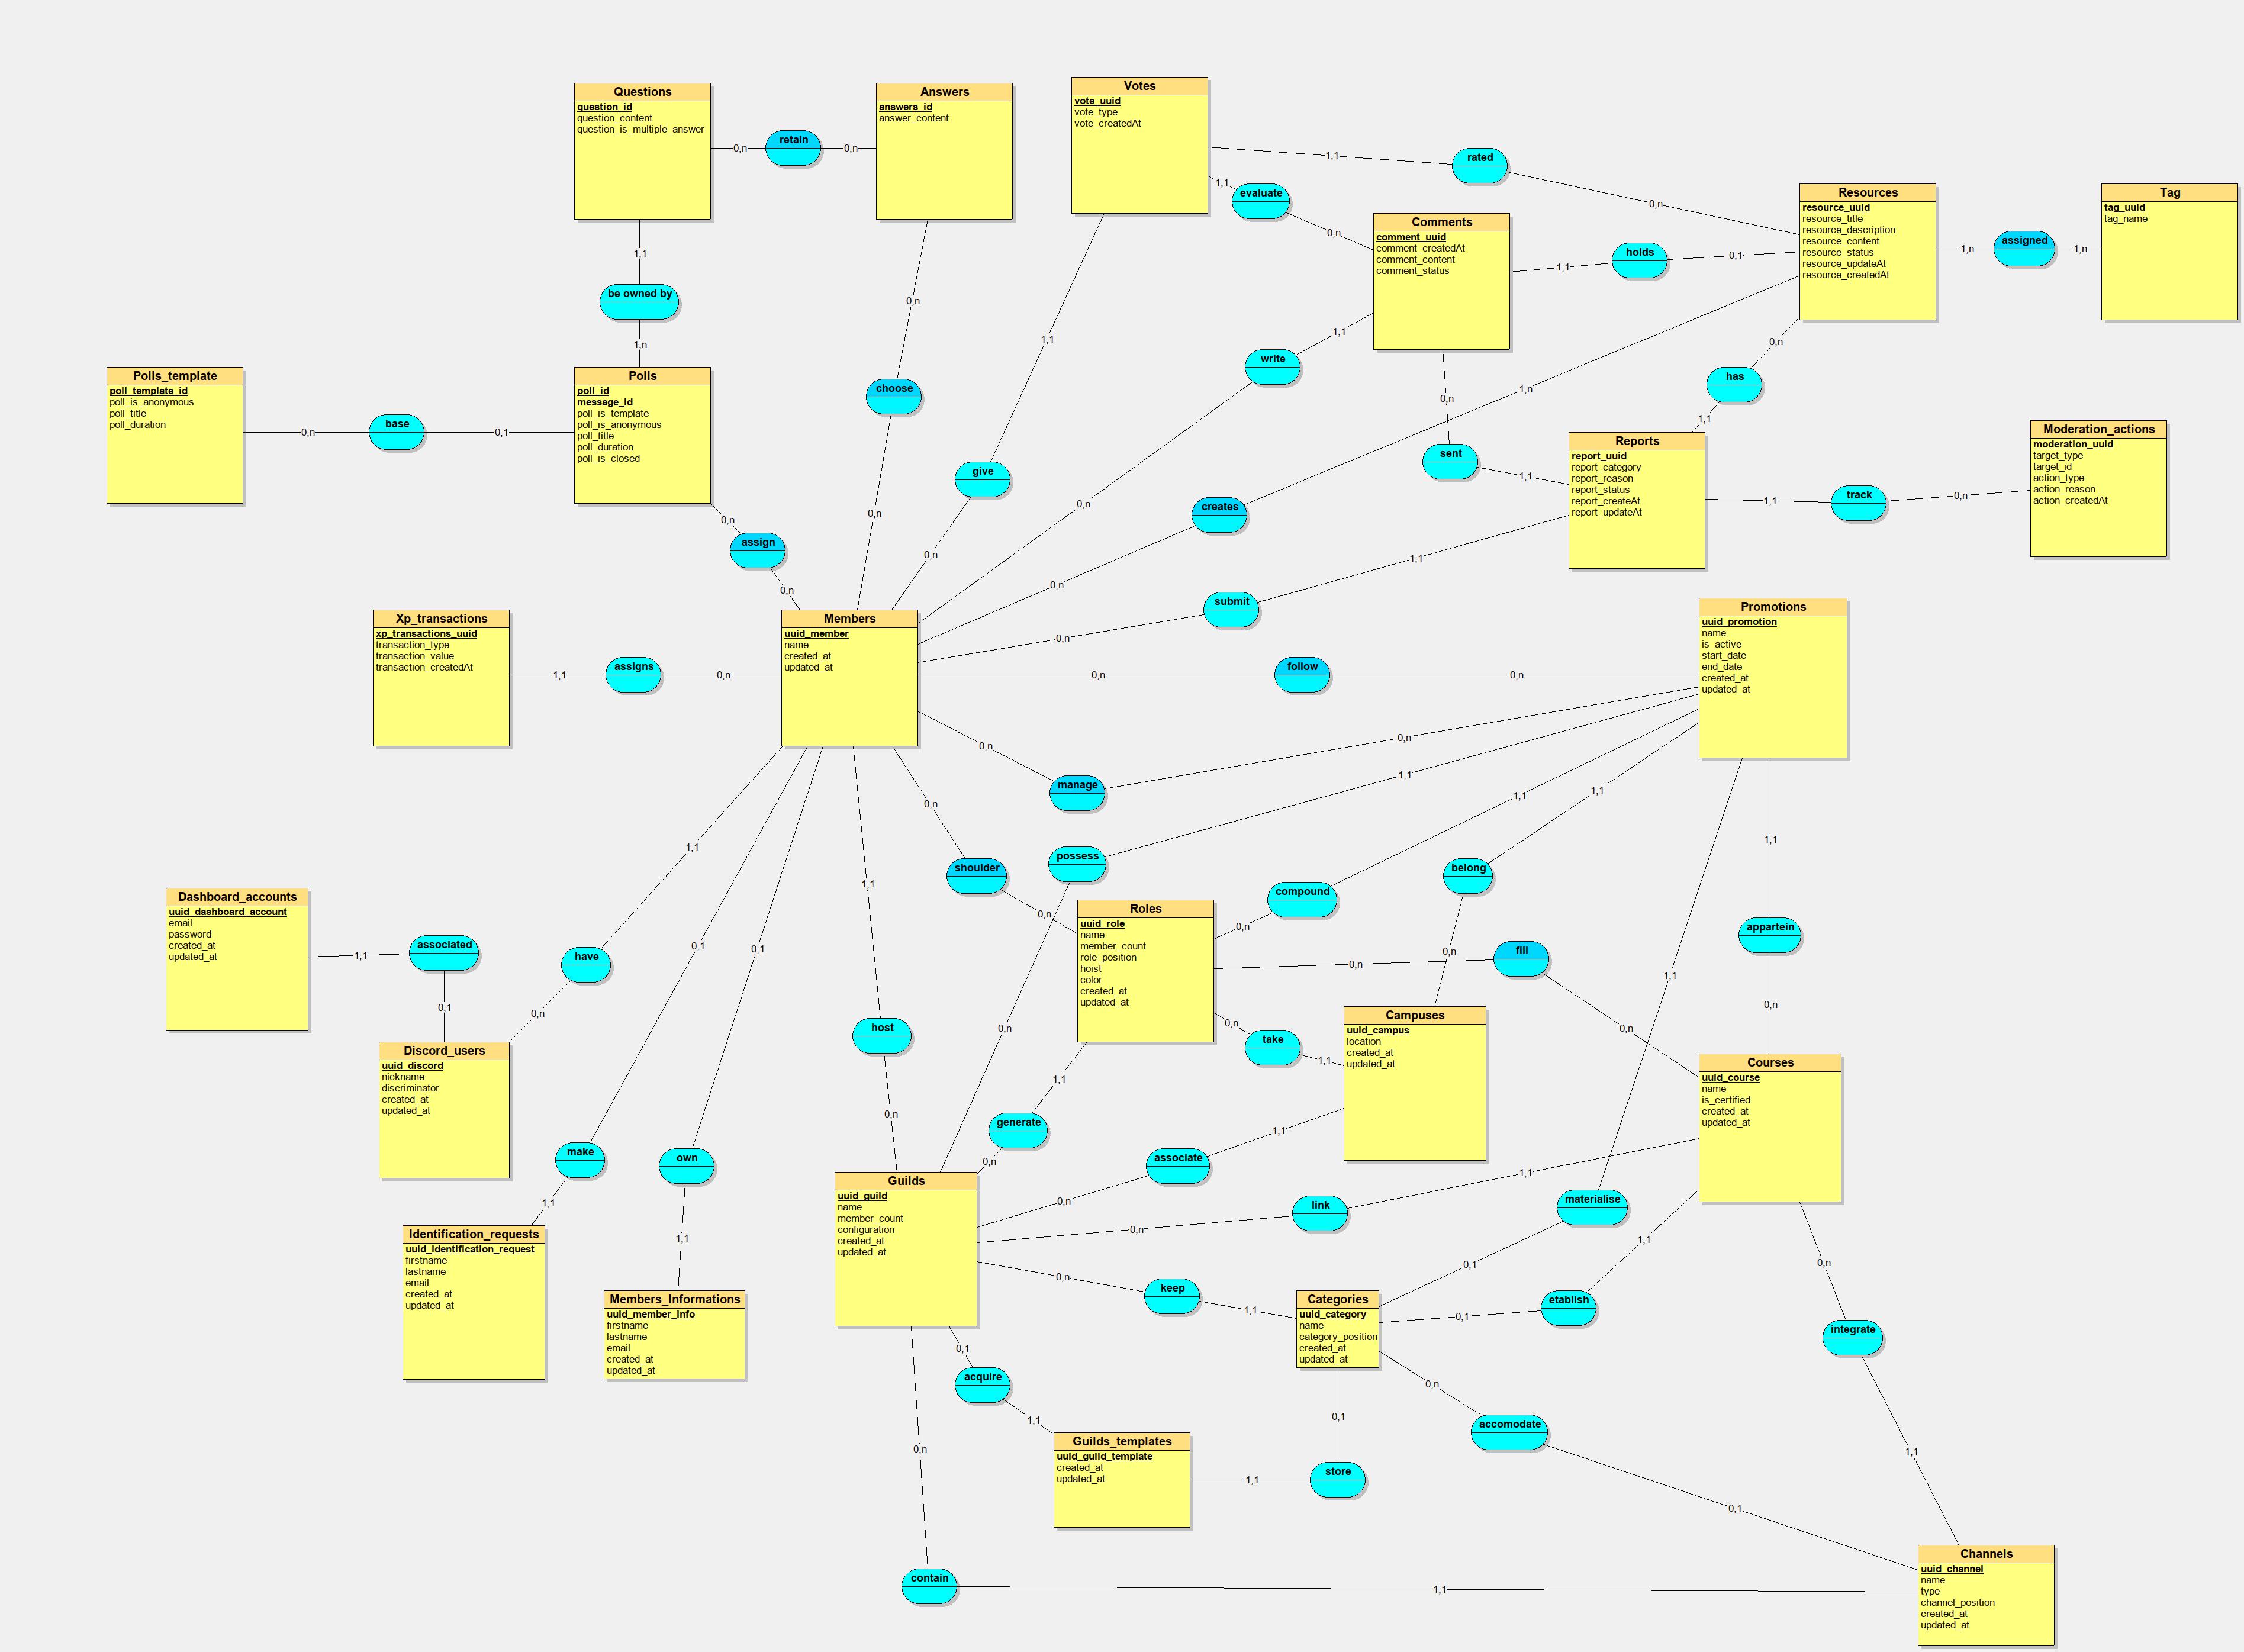 Questions
question_id
question_content
question_is_multiple_answer
0,n
retain
0,n
Answers
answers_id
answer_content
Votes
vote_uuid
vote_type
vote_createdAt
1,1
rated
0,n
1,1
evaluate
0,n
Comments
comment_uuid
comment_createdAt
comment_content
comment_status
1,1
holds
0,1
Resources
resource_uuid
resource_title
resource_description
resource_content
resource_status
resource_updateAt
resource_createdAt
1,n
assigned
1,n
Tag
tag_uuid
tag_name
1,1
be owned by
1,n
0,n
choose
0,n
1,1
give
0,n
1,1
write
0,n
1,n
creates
0,n
0,n
has
1,1
0,n
sent
1,1
Polls_template
poll_template_id
poll_is_anonymous
poll_title
poll_duration
0,n
base
0,1
Polls
poll_id
message_id
poll_is_template
poll_is_anonymous
poll_title
poll_duration
poll_is_closed
0,n
assign
0,n
Reports
report_uuid
report_category
report_reason
report_status
report_createAt
report_updateAt
1,1
track
0,n
Moderation_actions
moderation_uuid
target_type
target_id
action_type
action_reason
action_createdAt
1,1
submit
0,n
Xp_transactions
xp_transactions_uuid
transaction_type
transaction_value
transaction_createdAt
1,1
assigns
0,n
Members
uuid_member
name
created_at
updated_at
0,n
follow
0,n
Promotions
uuid_promotion
name
is_active
start_date
end_date
created_at
updated_at
0,n
manage
0,n
1,1
possess
0,n
1,1
compound
0,n
1,1
belong
0,n
1,1
appartein
0,n
1,1
materialise
0,1
0,n
shoulder
0,n
1,1
have
0,n
0,1
make
1,1
0,1
own
1,1
1,1
host
0,n
Dashboard_accounts
uuid_dashboard_account
email
password
created_at
updated_at
1,1
associated
0,1
Discord_users
uuid_discord
nickname
discriminator
created_at
updated_at
Roles
uuid_role
name
member_count
role_position
hoist
color
created_at
updated_at
0,n
fill
0,n
0,n
take
1,1
1,1
generate
0,n
Campuses
uuid_campus
location
created_at
updated_at
1,1
associate
0,n
Courses
uuid_course
name
is_certified
created_at
updated_at
1,1
link
0,n
1,1
etablish
0,1
0,n
integrate
1,1
Identification_requests
uuid_identification_request
firstname
lastname
email
created_at
updated_at
Members_Informations
uuid_member_info
firstname
lastname
email
created_at
updated_at
Guilds
uuid_guild
name
member_count
configuration
created_at
updated_at
0,n
keep
1,1
Categories
uuid_category
name
category_position
created_at
updated_at
0,n
accomodate
0,1
0,1
acquire
1,1
Guilds_templates
uuid_guild_template
created_at
updated_at
1,1
store
0,1
0,n
contain
1,1
Channels
uuid_channel
name
type
channel_position
created_at
updated_at